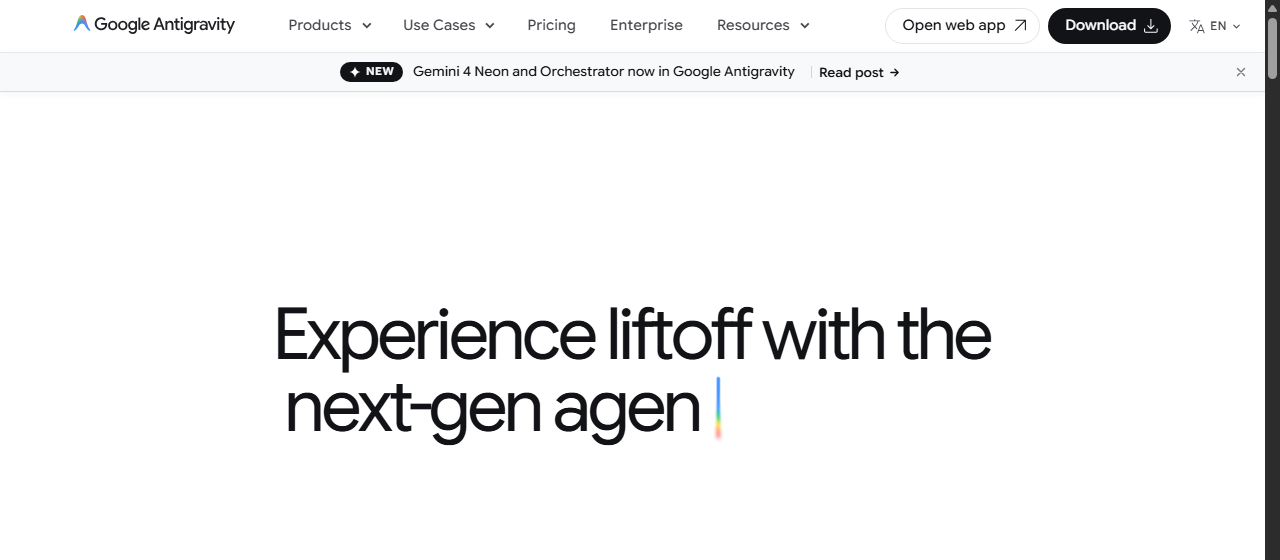 Google Antigravity Products Use Cases Pricing Enterprise Resources Open web app Download EN
NEW Gemini 4 Neon and Orchestrator now in Google Antigravity Read post →
Experience liftoff with the
next-gen agen